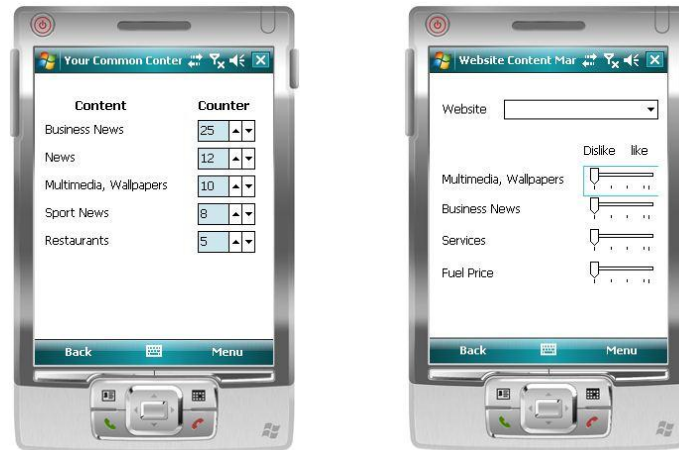 Your Common Conter
Content Counter
Business News 25
News 12
Multimedia, Wallpapers 10
Sport News 8
Restaurants 5
Back Menu
Website Content Mar
Website
Dislike like
Multimedia, Wallpapers
Business News
Services
Fuel Price
Back Menu